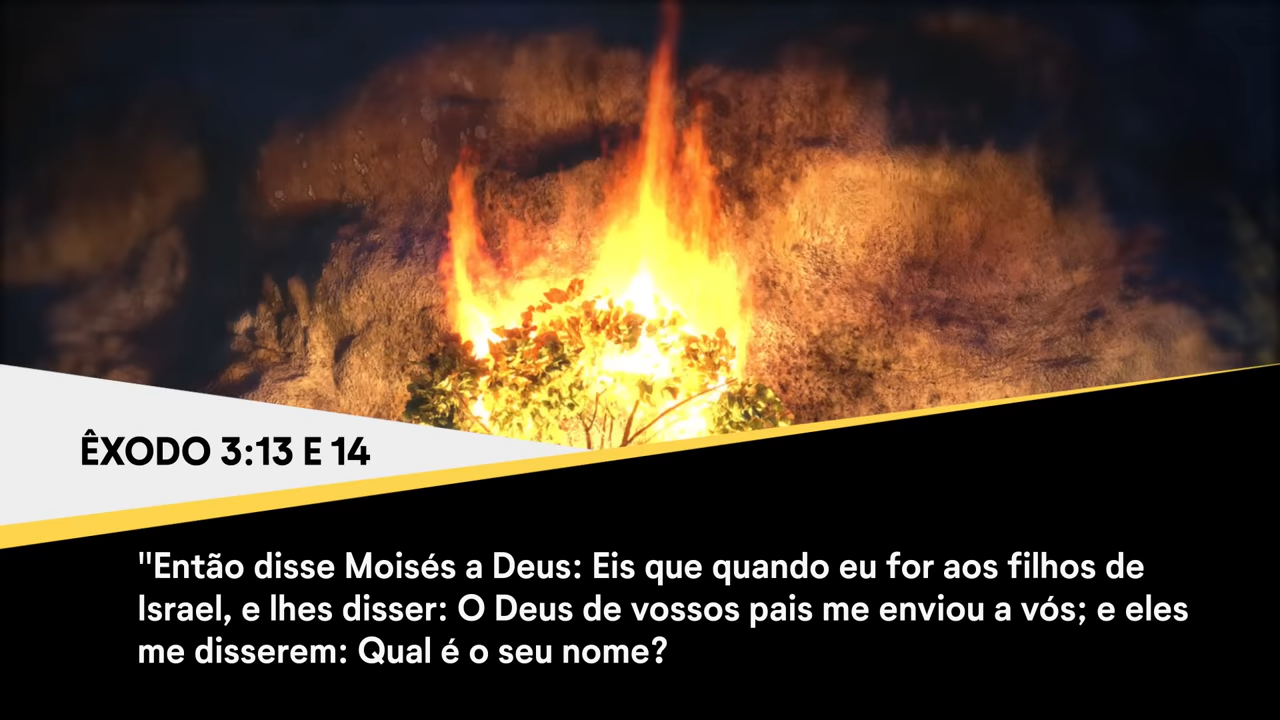 ÊXODO 3:13 E 14
"Então disse Moisés a Deus: Eis que quando eu for aos filhos de
Israel, e lhes disser: O Deus de vossos pais me enviou a vós; e eles
me disserem: Qual é o seu nome?